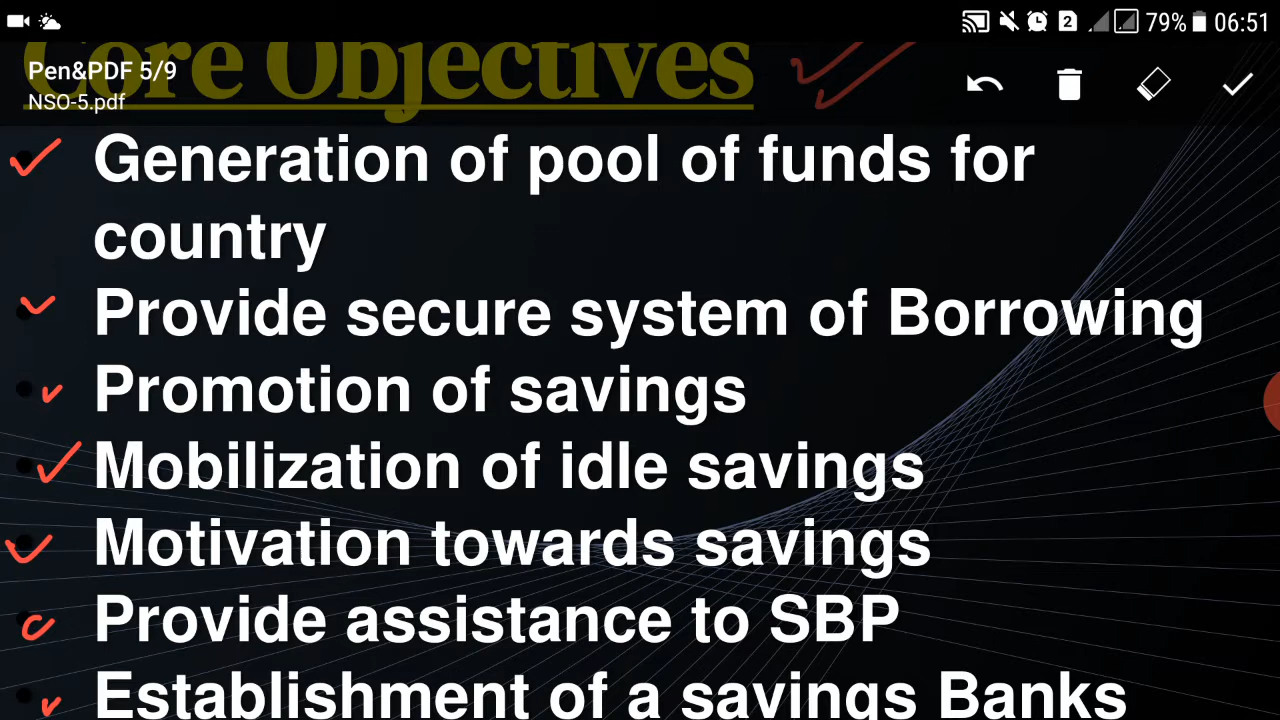 2 79% 06:51
Core Objectives
Pen&PDF 5/9
NSO-5.pdf
Generation of pool of funds for
country
Provide secure system of Borrowing
Promotion of savings
Mobilization of idle savings
Motivation towards savings
Provide assistance to SBP
Establishment of a savings Banks